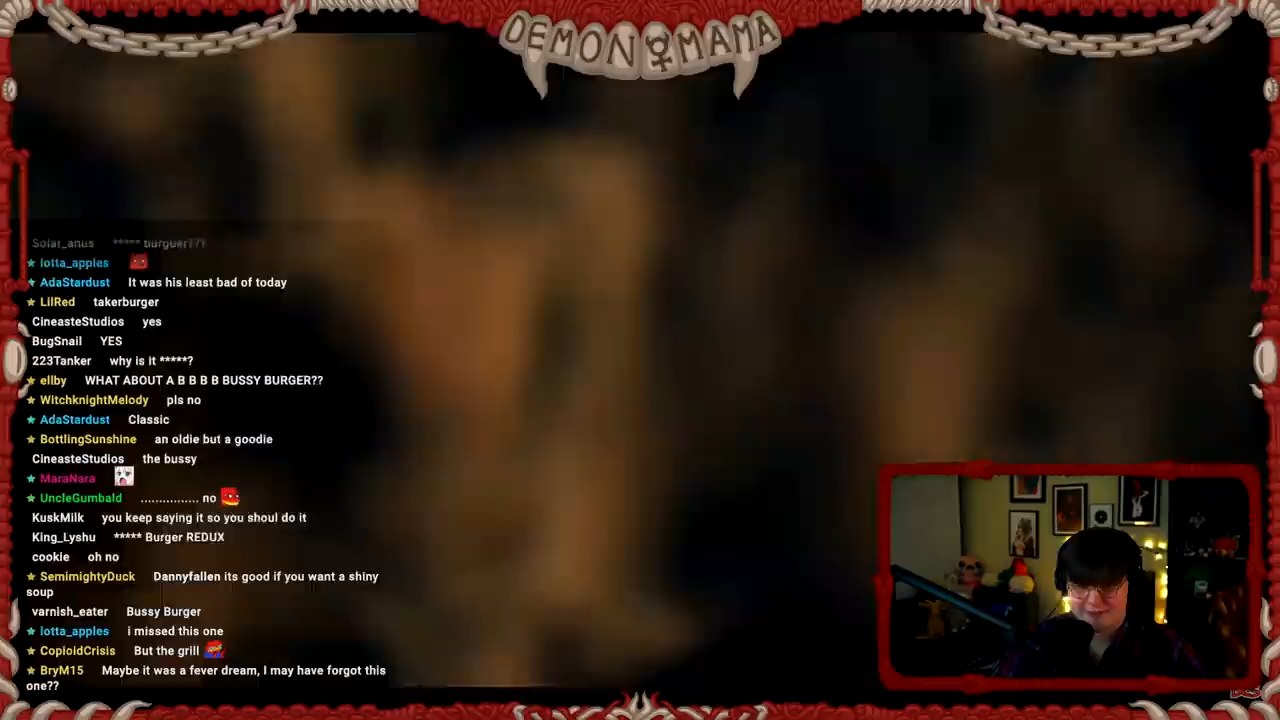 DEMON MAMA
Solar_anus ***** burguer???
lotta_apples
AdaStardust It was his least bad of today
LilRed takerburger
CineasteStudios yes
BugSnail YES
223Tanker why is it *****?
ellby WHAT ABOUT A B B B B BUSSY BURGER??
WitchknightMelody pls no
AdaStardust Classic
BottlingSunshine an oldie but a goodie
CineasteStudios the bussy
MaraNara
UncleGumbald ................ no
KuskMilk you keep saying it so you shoul do it
King_Lyshu ***** Burger REDUX
cookie oh no
SemimightyDuck Dannyfallen its good if you want a shiny
soup
varnish_eater Bussy Burger
lotta_apples i missed this one
CopioidCrisis But the grill
BryM15 Maybe it was a fever dream, I may have forgot this
one??